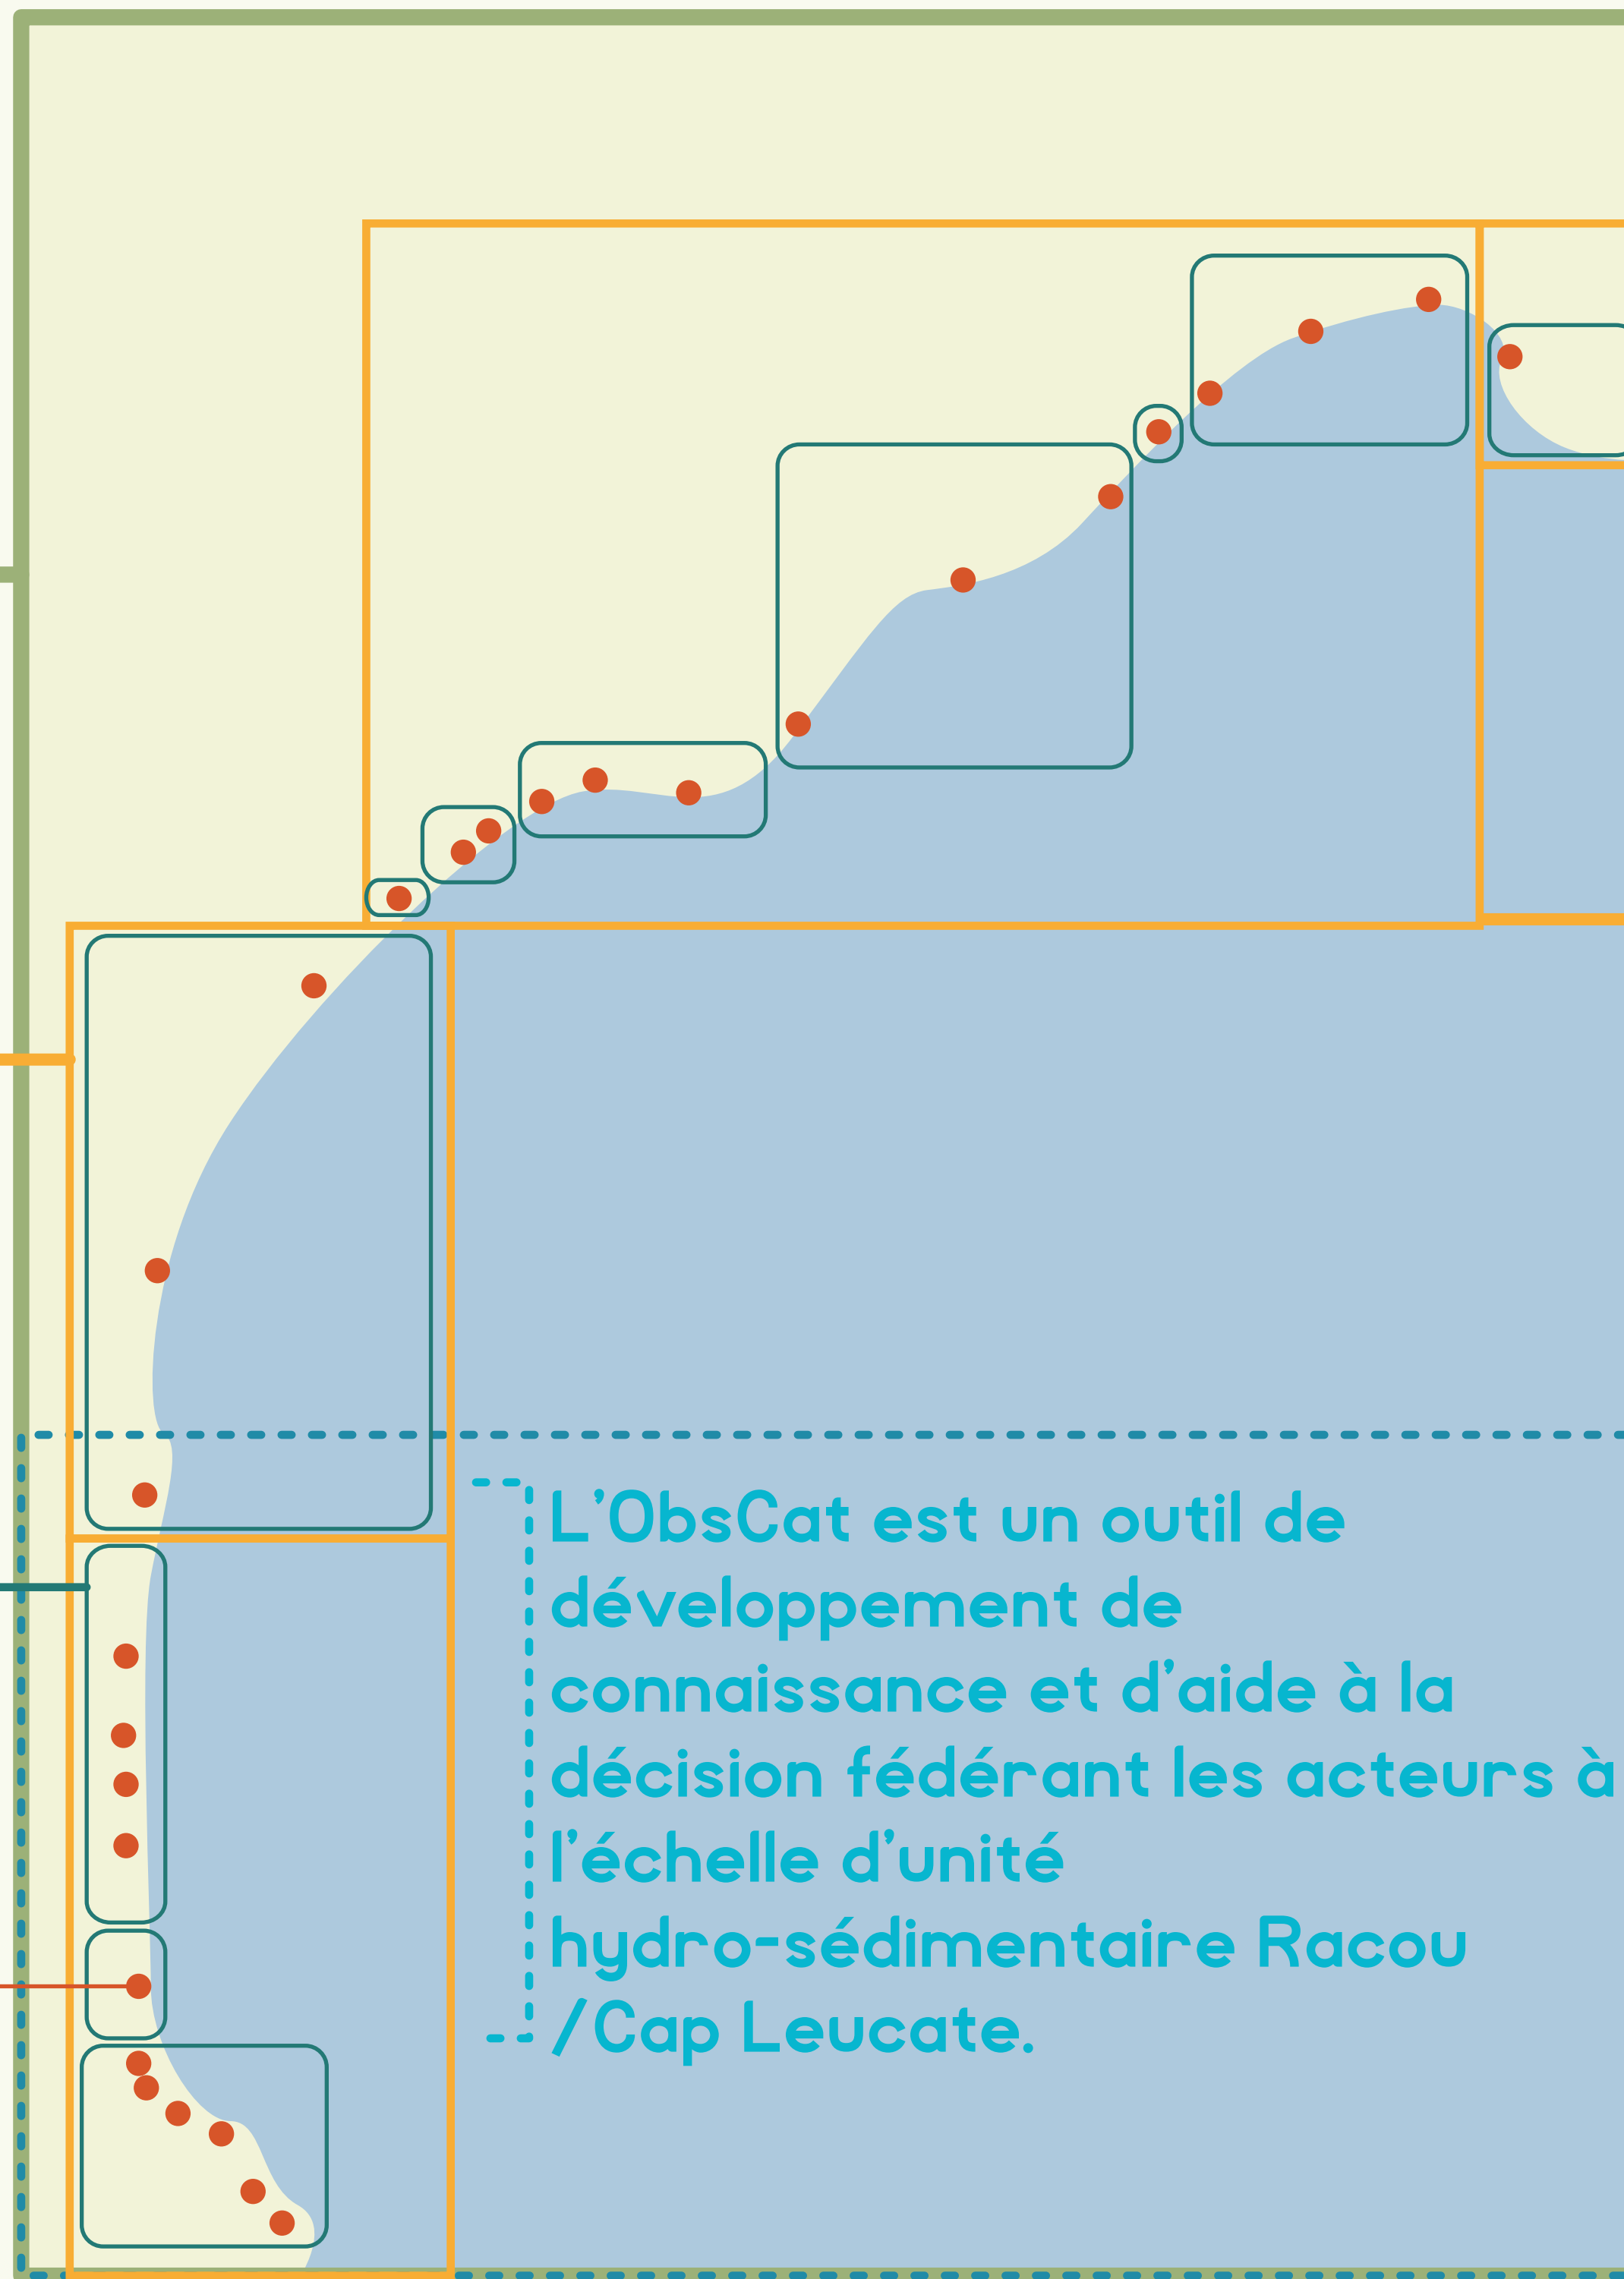 L'ObsCat est un outil de
développement de
connaissance et d'aide à la
décision fédérant les acteurs à
l'échelle d'unité
hydro-sédimentaire Racou
/Cap Leucate.